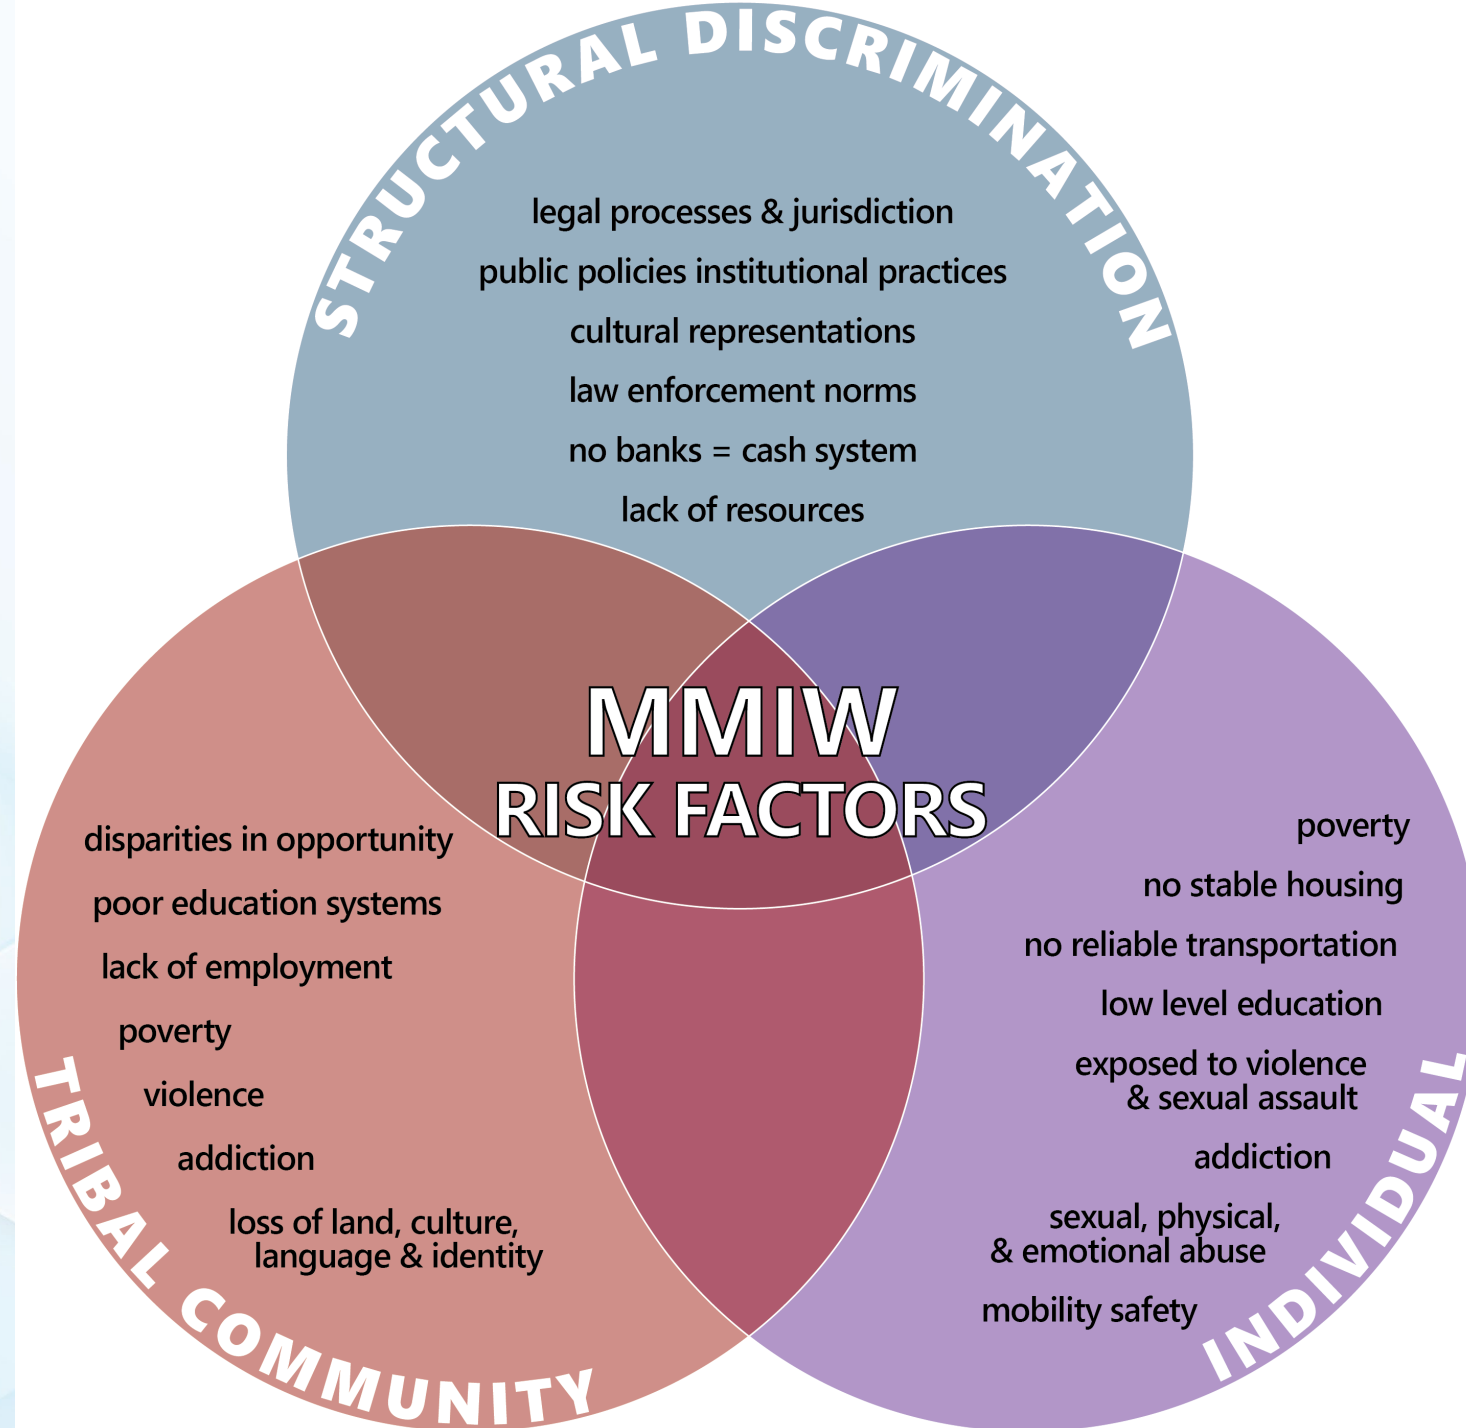 STRUCTURAL DISCRIMINATION
legal processes & jurisdiction
public policies institutional practices
cultural representations
law enforcement norms
no banks = cash system
lack of resources
MMIW
RISK FACTORS
disparities in opportunity
poor education systems
lack of employment
poverty
violence
addiction
loss of land, culture,
language & identity
TRIBAL COMMUNITY
poverty
no stable housing
no reliable transportation
low level education
exposed to violence
& sexual assault
addiction
sexual, physical,
& emotional abuse
mobility safety
INDIVIDUAL